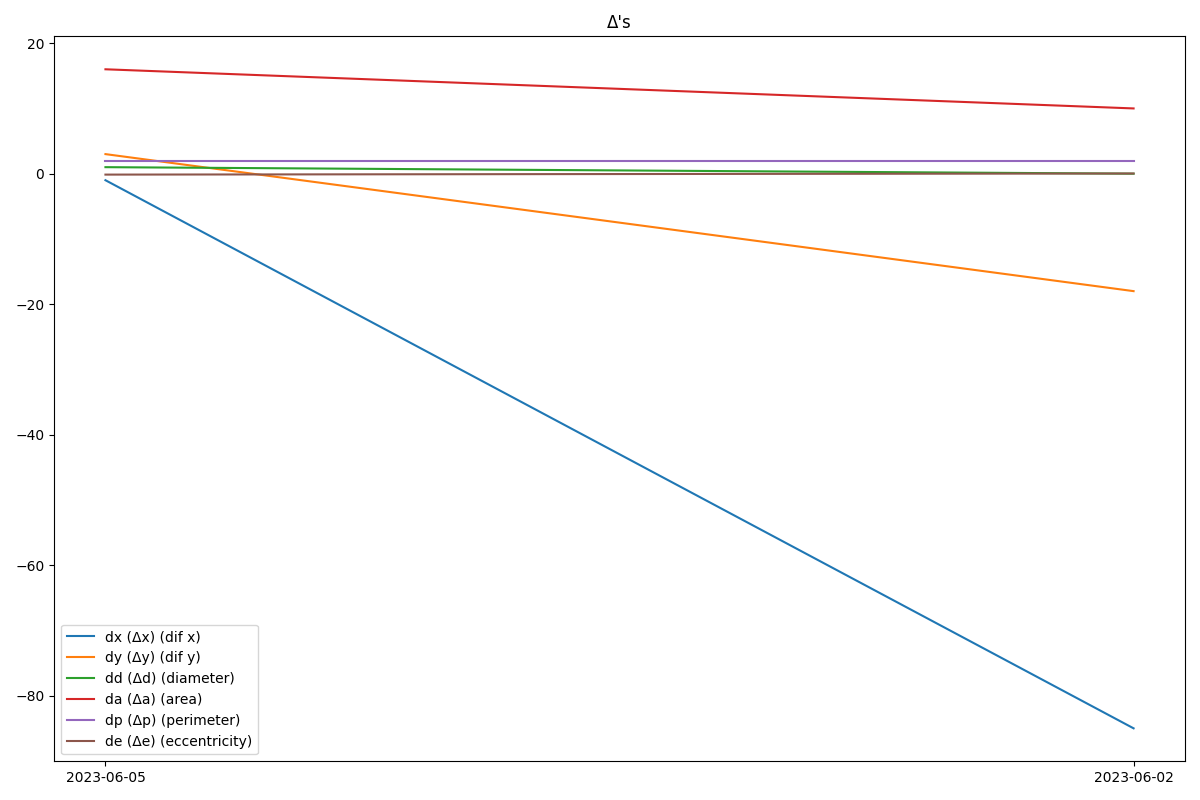 Δ's
20
0
−20
−40
−60
−80
dx (Δx) (dif x)
dy (Δy) (dif y)
dd (Δd) (diameter)
da (Δa) (area)
dp (Δp) (perimeter)
de (Δe) (eccentricity)
2023-06-05
2023-06-02